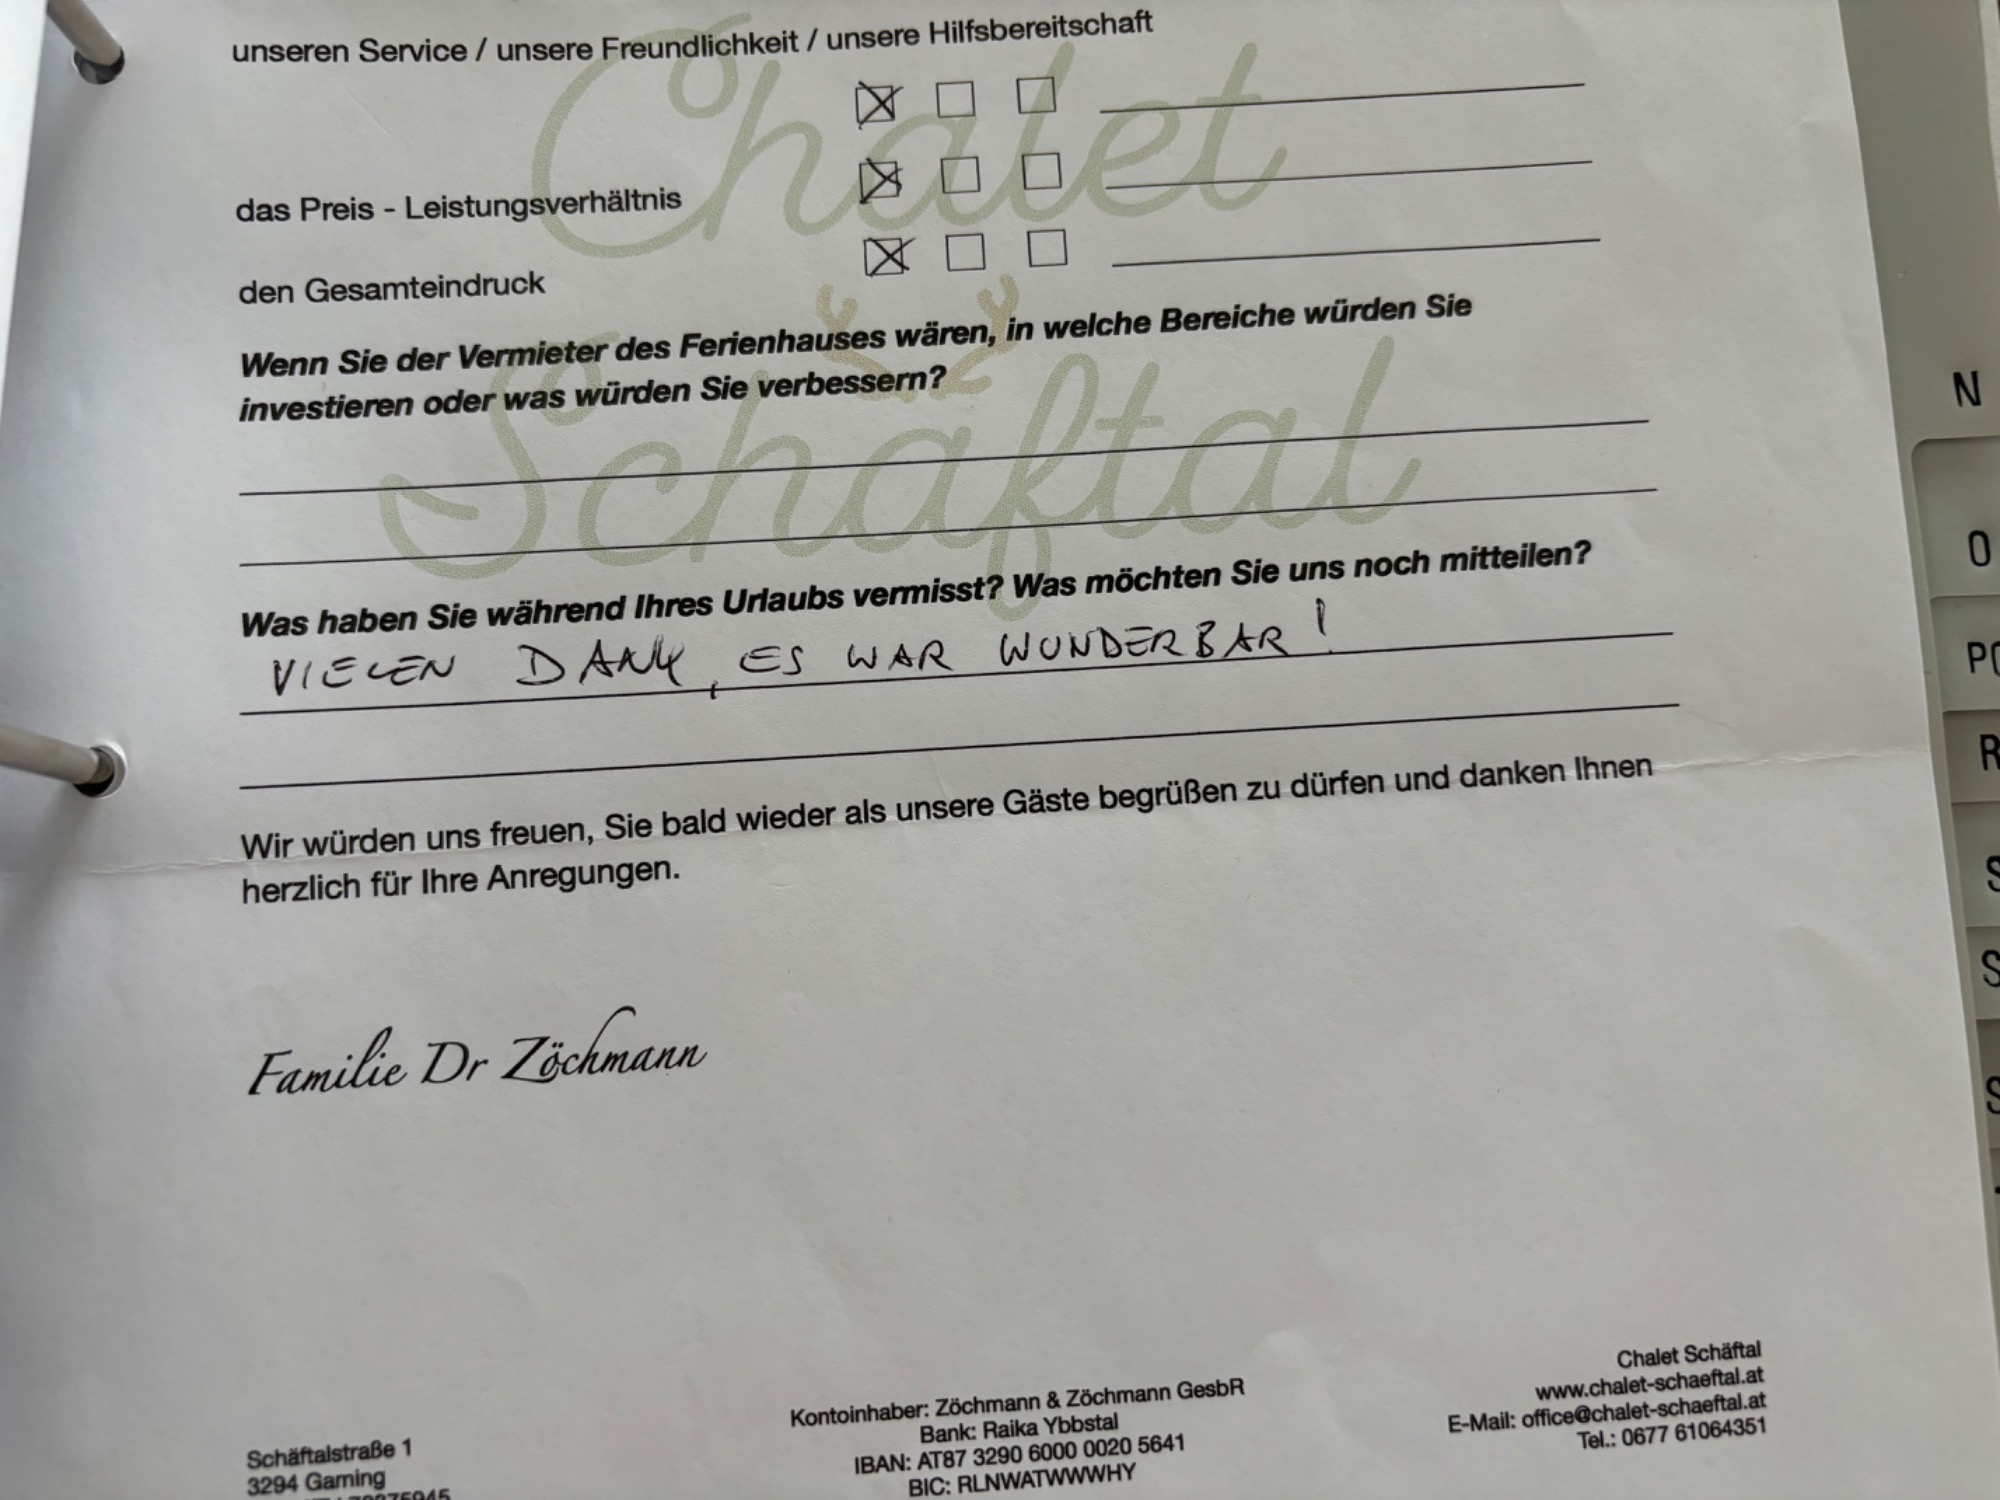 unseren Service / unsere Freundlichkeit / unsere Hilfsbereitschaft
das Preis - Leistungsverhältnis
den Gesamteindruck
Chalet
Schäftal
Wenn Sie der Vermieter des Ferienhauses wären, in welche Bereiche würden Sie
investieren oder was würden Sie verbessern?
Was haben Sie während Ihres Urlaubs vermisst? Was möchten Sie uns noch mitteilen?
VIELEN DANK, ES WAR WUNDERBAR!
Wir würden uns freuen, Sie bald wieder als unsere Gäste begrüßen zu dürfen und danken Ihnen
herzlich für Ihre Anregungen.
Familie Dr Zöchmann
Schäftalstraße 1
3294 Gaming
Kontoinhaber: Zöchmann & Zöchmann GesbR
Bank: Raika Ybbstal
IBAN: AT87 3290 6000 0020 5641
BIC: RLNWATWWWHY
Chalet Schäftal
www.chalet-schaeftal.at
E-Mail: office@chalet-schaeftal.at
Tel.: 0677 61064351
N
O
R
S
S
S